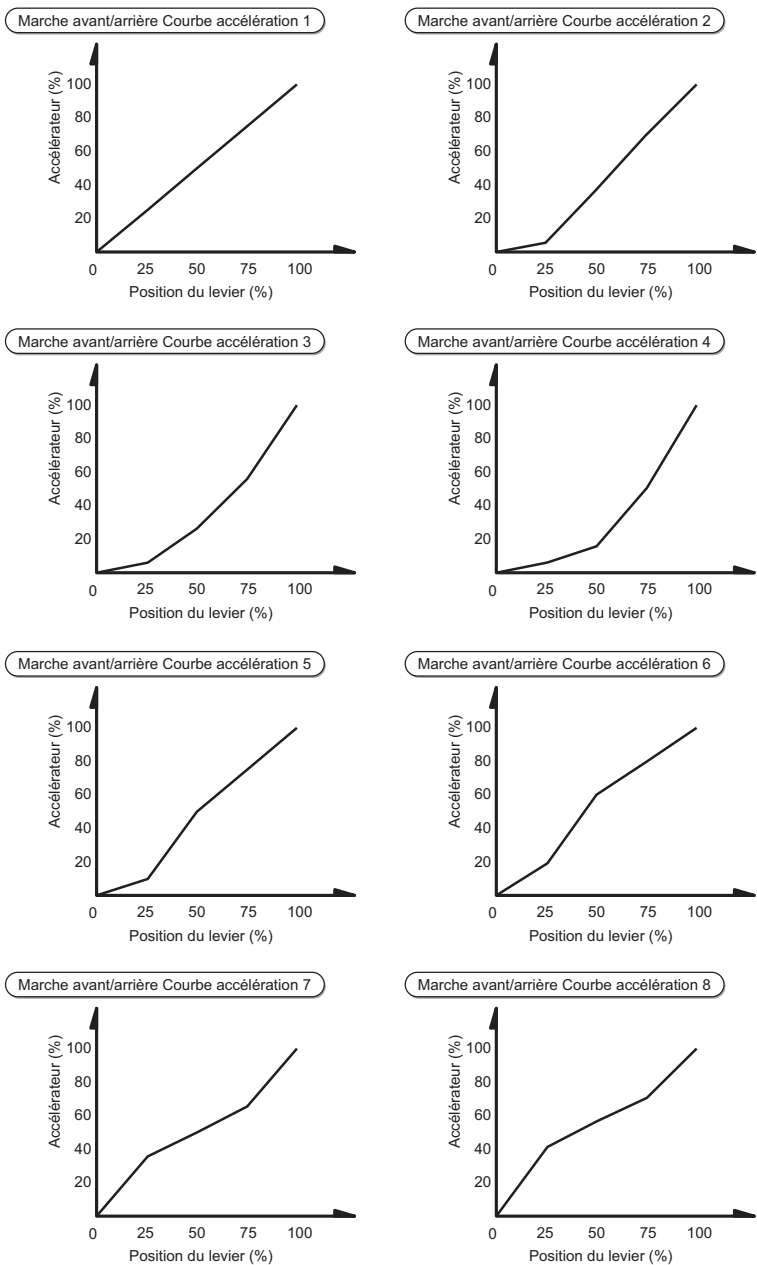 Marche avant/arrière Courbe accélération 1
Accélérateur (%)
100
80
60
40
20
0 25 50 75 100
Position du levier (%)
Marche avant/arrière Courbe accélération 2
Accélérateur (%)
100
80
60
40
20
0 25 50 75 100
Position du levier (%)
Marche avant/arrière Courbe accélération 3
Accélérateur (%)
100
80
60
40
20
0 25 50 75 100
Position du levier (%)
Marche avant/arrière Courbe accélération 4
Accélérateur (%)
100
80
60
40
20
0 25 50 75 100
Position du levier (%)
Marche avant/arrière Courbe accélération 5
Accélérateur (%)
100
80
60
40
20
0 25 50 75 100
Position du levier (%)
Marche avant/arrière Courbe accélération 6
Accélérateur (%)
100
80
60
40
20
0 25 50 75 100
Position du levier (%)
Marche avant/arrière Courbe accélération 7
Accélérateur (%)
100
80
60
40
20
0 25 50 75 100
Position du levier (%)
Marche avant/arrière Courbe accélération 8
Accélérateur (%)
100
80
60
40
20
0 25 50 75 100
Position du levier (%)